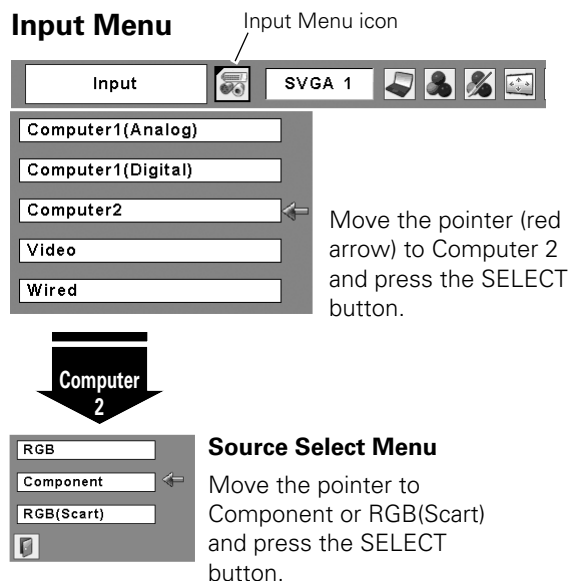 Input Menu
Input Menu icon
Input
SVGA 1
Computer1(Analog)
Computer1(Digital)
Computer2
Video
Wired
Move the pointer (red
arrow) to Computer 2
and press the SELECT
button.
Computer
2
RGB
Component
RGB(Scart)
Source Select Menu
Move the pointer to
Component or RGB(Scart)
and press the SELECT
button.